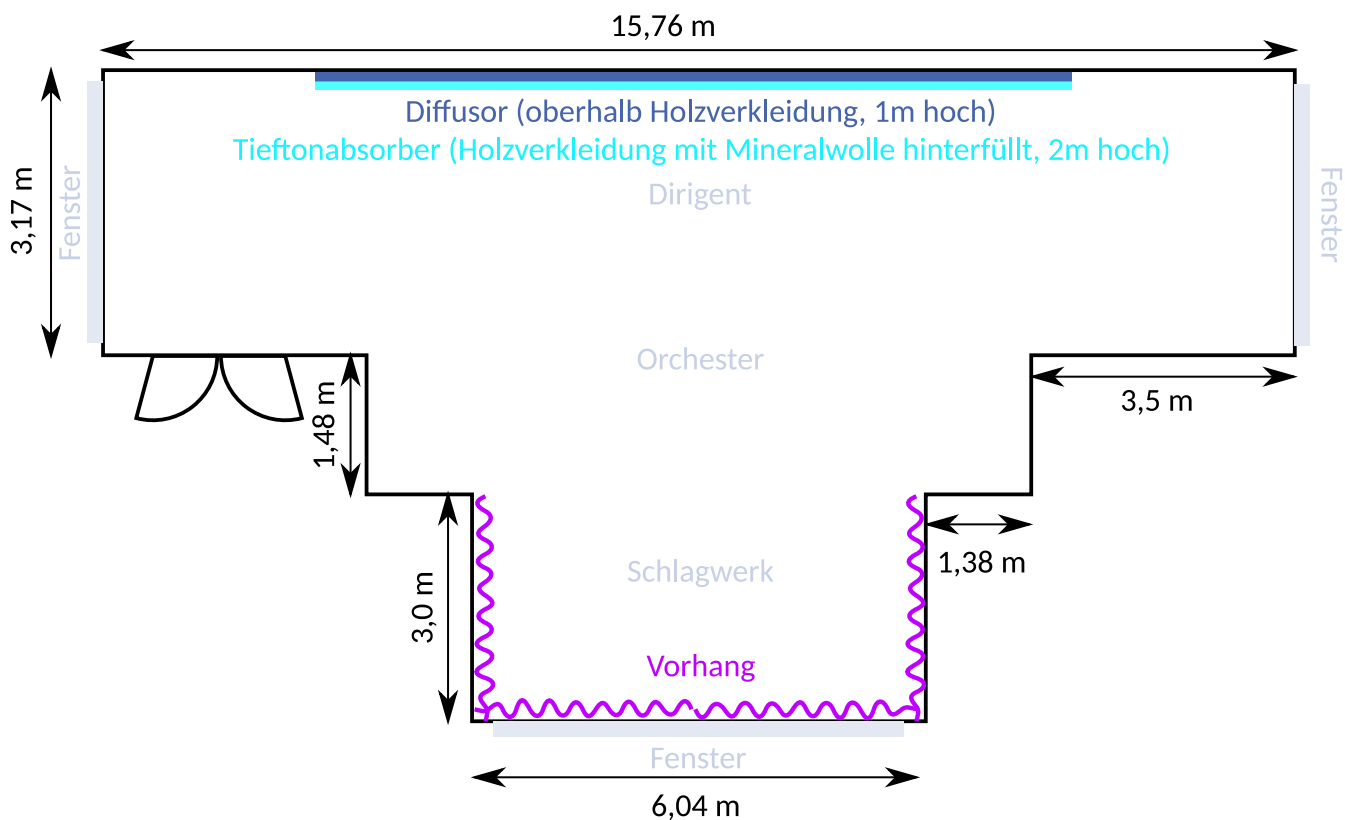 15,76 m
Diffusor (oberhalb Holzverkleidung, 1m hoch)
Tieftonabsorber (Holzverkleidung mit Mineralwolle hinterfüllt, 2m hoch)
Dirigent
3,17 m
Fenster
Fenster
Orchester
3,5 m
1,48 m
1,38 m
Schlagwerk
3,0 m
Vorhang
Fenster
6,04 m